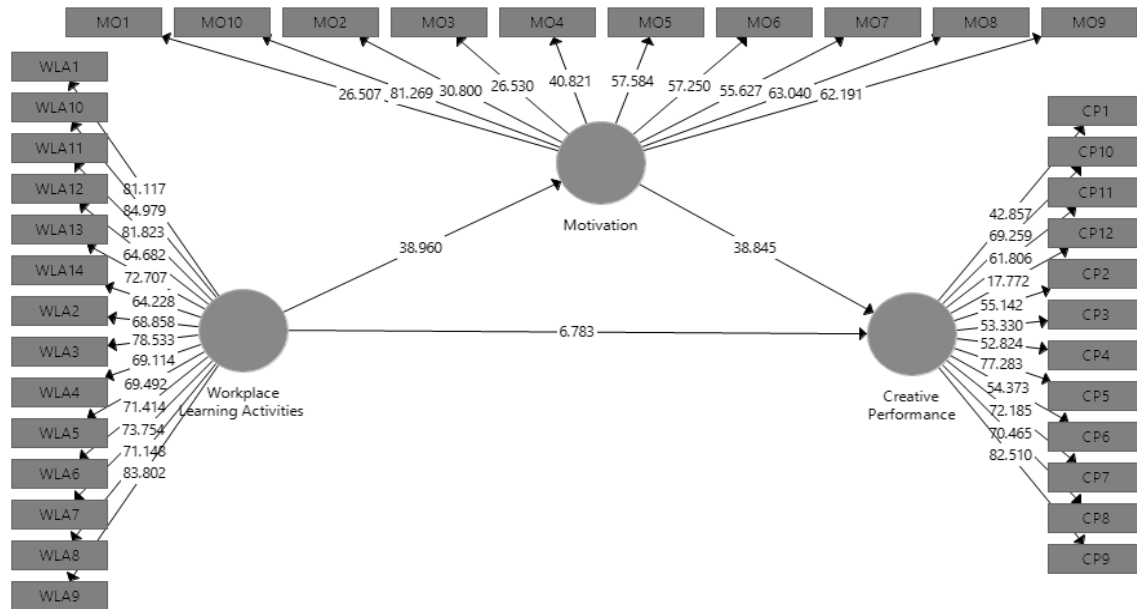 MO1 MO10 MO2 MO3 MO4 MO5 MO6 MO7 MO8 MO9
WLA1
WLA10
WLA11
WLA12
WLA13
WLA14
WLA2
WLA3
WLA4
WLA5
WLA6
WLA7
WLA8
WLA9
26.507 81.269 30.800 26.530 40.821 57.584 57.250 55.627 63.040 62.191
81.117
84.979
81.823
64.682
72.707
64.228
68.858
78.533
69.114
69.492
71.414
73.754
71.148
83.802
Motivation
38.960
38.845
6.783
Workplace
Learning Activities
Creative
Performance
42.857
69.259
61.806
17.772
55.142
53.330
52.824
77.283
54.373
72.185
70.465
82.510
CP1
CP10
CP11
CP12
CP2
CP3
CP4
CP5
CP6
CP7
CP8
CP9